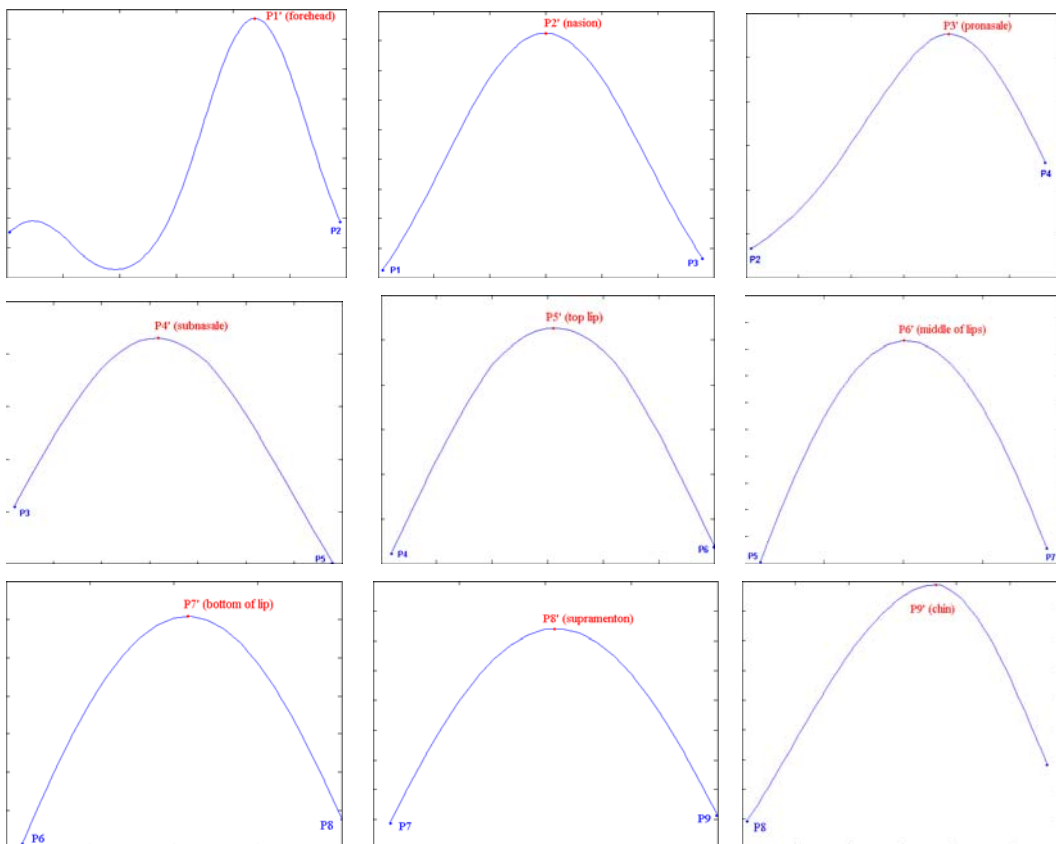 P1' (forehead)
P2
P2' (nasion)
P1
P3
P3' (pronasale)
P2
P4
P4' (subnasale)
P3
P5
P5' (top lip)
P4
P6
P6' (middle of lips)
P5
P7
P7' (bottom of lip)
P6
P8
P8' (supramenton)
P7
P9
P9' (chin)
P8